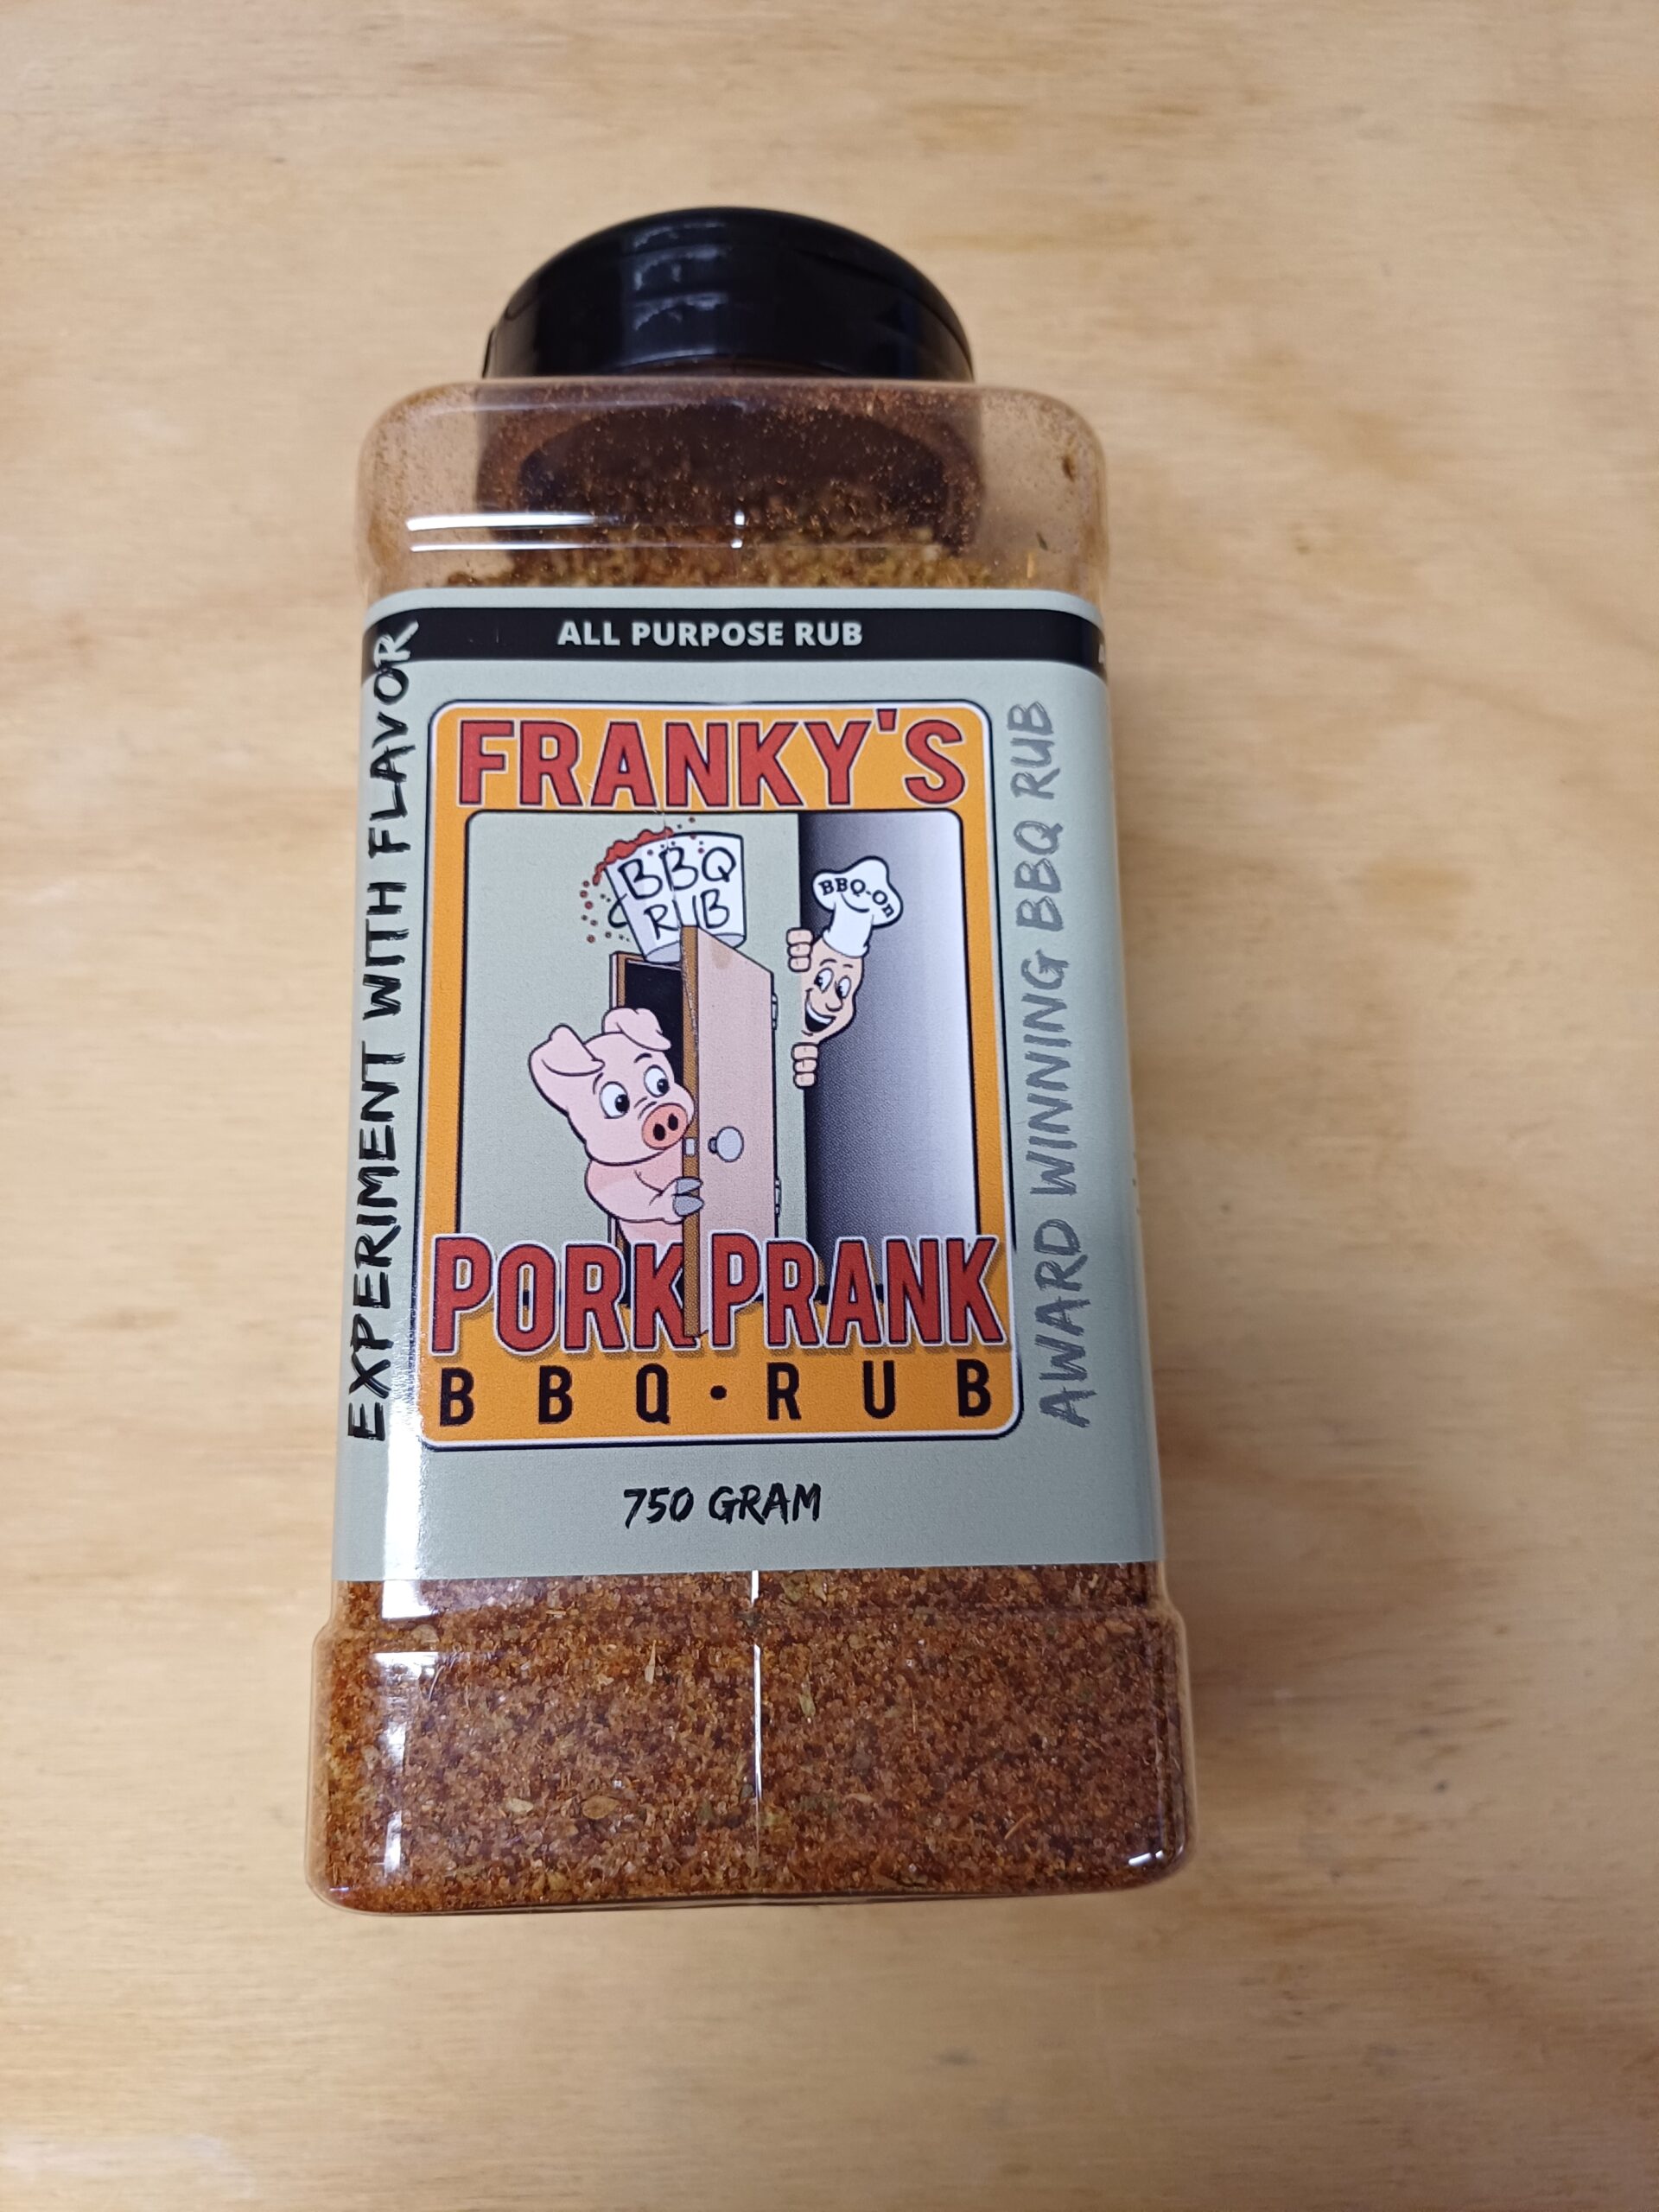 ALL PURPOSE RUB
EXPERIMENT WITH FLAVOR
FRANKY'S
BBQ
RUB
BBQ-On
PORK PRANK
BBQ·RUB
AWARD WINNING BBQ RUB
750 GRAM